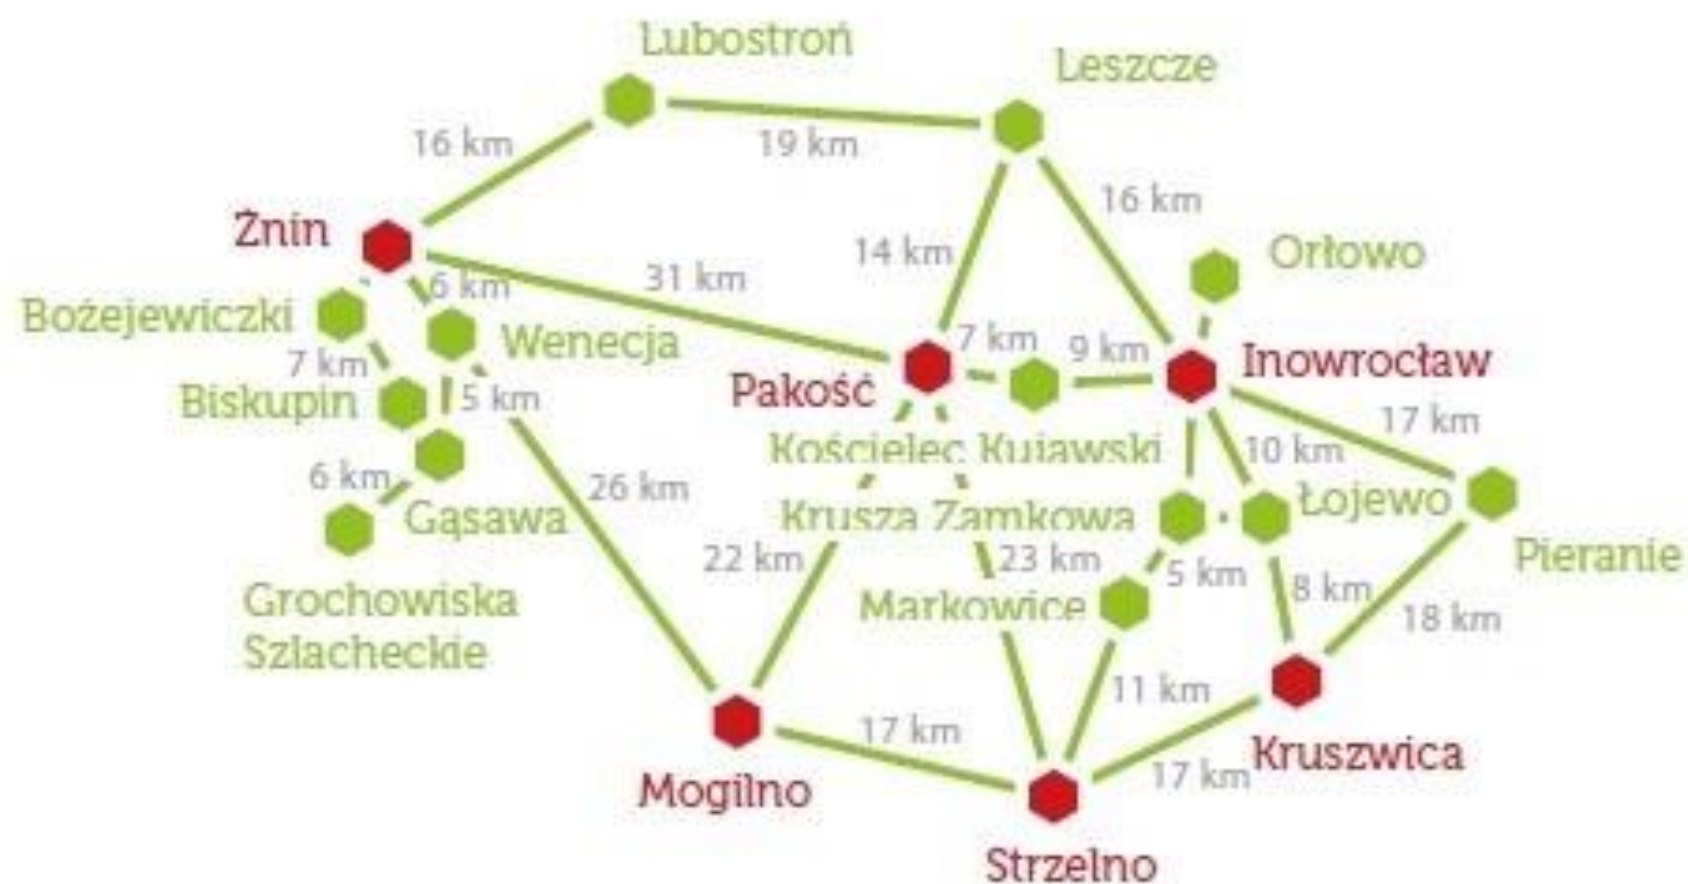 Lubostroń
Leszcze
16 km
19 km
16 km
Żnin
14 km
Orłowo
6 km
31 km
Bożejewiczki
Wenecja
7 km
9 km
Inowrocław
7 km
Pakość
Biskupin
5 km
17 km
Kościelec Kujawski
10 km
6 km
26 km
Łojewo
Gąsawa
Krusza Zamkowa
22 km
23 km
5 km
Pieranie
8 km
Grochowiska
Szlacheckie
Markowice
18 km
11 km
17 km
Kruszwica
17 km
Mogilno
Strzelno